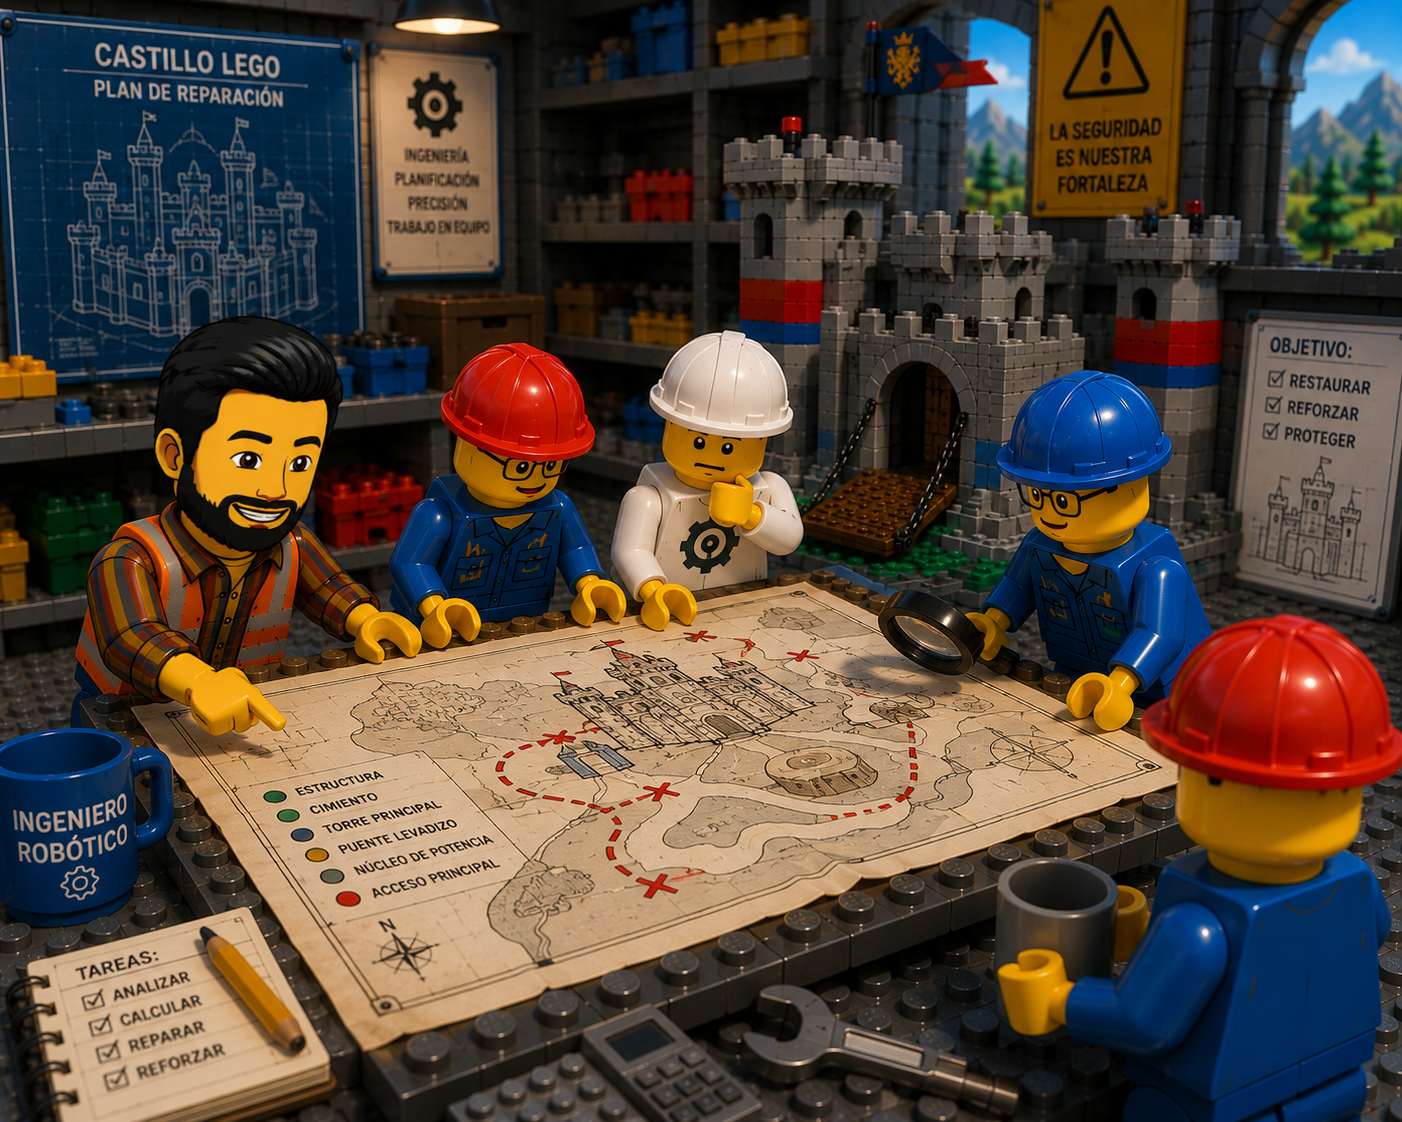 CASTILLO LEGO
PLAN DE REPARACIÓN
INGENIERÍA
PLANIFICACIÓN
PRECISIÓN
TRABAJO EN EQUIPO
LA SEGURIDAD
ES NUESTRA
FORTALEZA
OBJETIVO:
RESTAURAR
REFORZAR
PROTEGER
ESTRUCTURA
CIMIENTO
TORRE PRINCIPAL
PUENTE LEVADIZO
NÚCLEO DE POTENCIA
ACCESO PRINCIPAL
N
INGENIERO
ROBÓTICO
TAREAS:
ANALIZAR
CALCULAR
REPARAR
REFORZAR